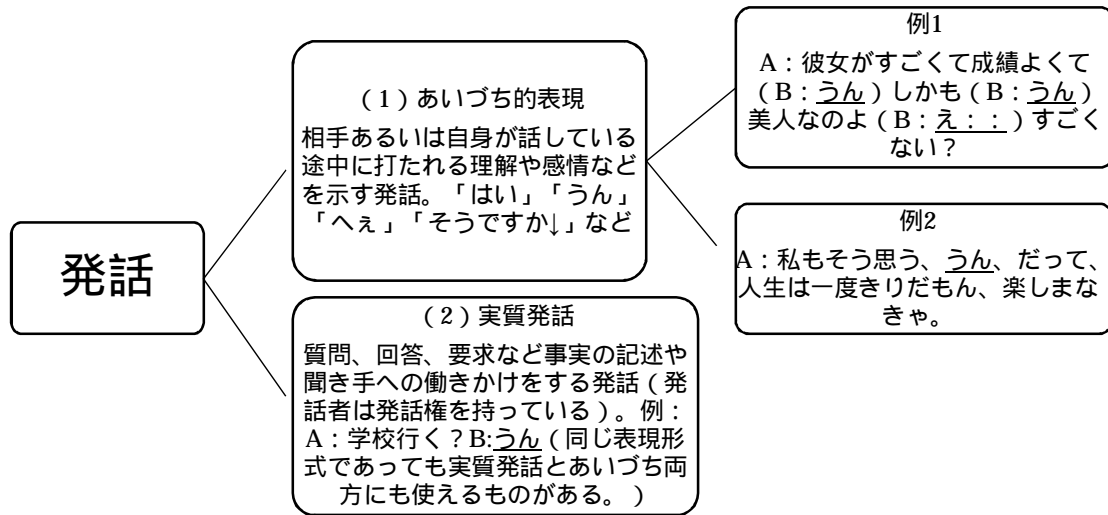 発話
(1)あいづち的表現
相手あるいは自身が話している
途中に打たれる理解や感情など
を示す発話。「はい」「うん」
「へぇ」「そうですか↓」など
(2)実質発話
質問、回答、要求など事実の記述や
聞き手への働きかけをする発話(発
話者は発話権を持っている)。例:
A:学校行く?B:うん(同じ表現形
式であっても実質発話とあいづち両
方にも使えるものがある。)
例1
A:彼女がすごくて成績よくて
(B:うん)しかも(B:うん)
美人なのよ(B:え::)すごく
ない?
例2
A:私もそう思う、うん、だって、
人生は一度きりだもん、楽しまな
きゃ。